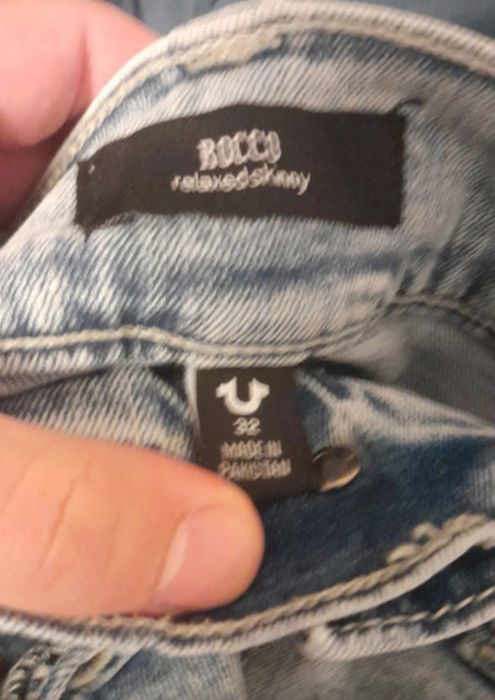 ROCCO
relaxed skinny
32
MADE IN
PAKISTAN